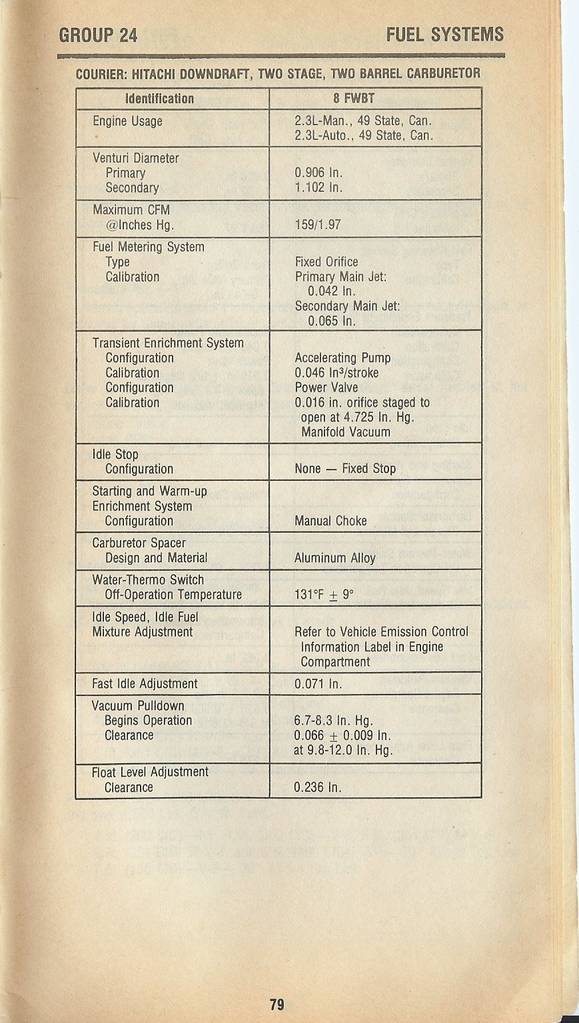 GROUP 24 FUEL SYSTEMS
COURIER: HITACHI DOWNDRAFT, TWO STAGE, TWO BARREL CARBURETOR
Identification 8 FWBT
Engine Usage 2.3L-Man., 49 State, Can.
2.3L-Auto., 49 State, Can.
Venturi Diameter
Primary 0.906 In.
Secondary 1.102 In.
Maximum CFM
@Inches Hg. 159/1.97
Fuel Metering System
Type Fixed Orifice
Calibration Primary Main Jet:
0.042 In.
Secondary Main Jet:
0.065 In.
Transient Enrichment System
Configuration Accelerating Pump
Calibration 0.046 In³/stroke
Configuration Power Valve
Calibration 0.016 in. orifice staged to
open at 4.725 In. Hg.
Manifold Vacuum
Idle Stop
Configuration None — Fixed Stop
Starting and Warm-up
Enrichment System
Configuration Manual Choke
Carburetor Spacer
Design and Material Aluminum Alloy
Water-Thermo Switch
Off-Operation Temperature 131°F ± 9°
Idle Speed, Idle Fuel
Mixture Adjustment Refer to Vehicle Emission Control
Information Label in Engine
Compartment
Fast Idle Adjustment 0.071 In.
Vacuum Pulldown
Begins Operation 6.7-8.3 In. Hg.
Clearance 0.066 ± 0.009 In.
at 9.8-12.0 In. Hg.
Float Level Adjustment
Clearance 0.236 In.
79